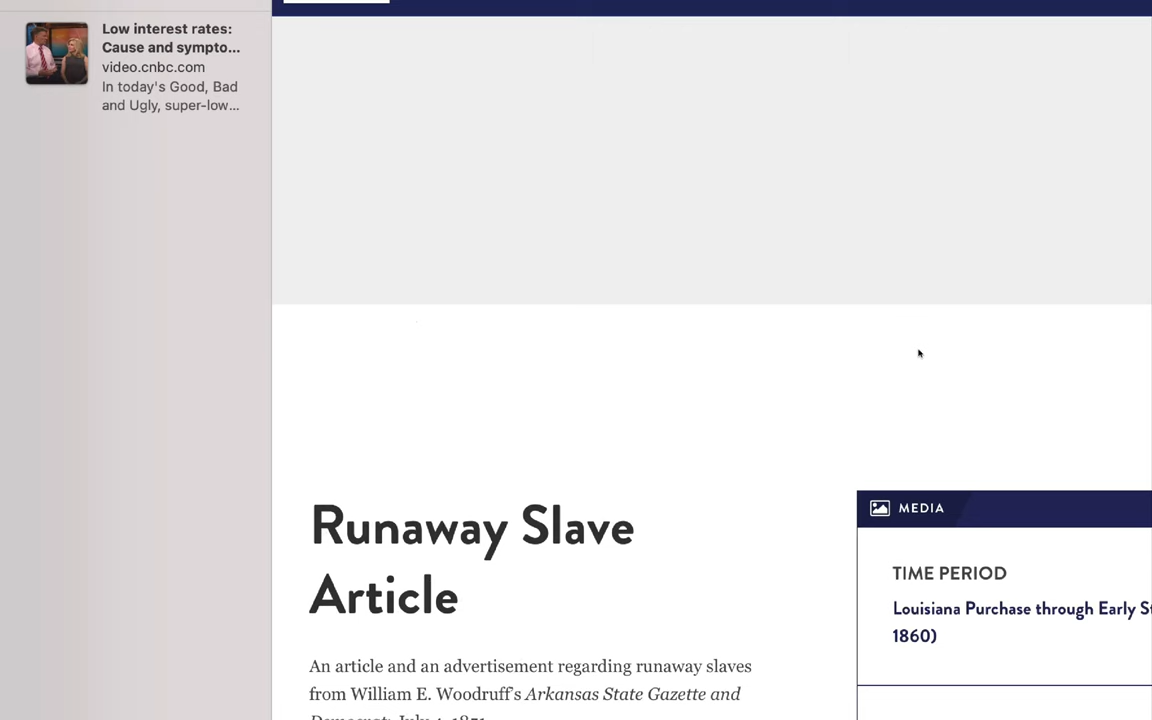 Low interest rates:
Cause and sympto...
video.cnbc.com
In today's Good, Bad
and Ugly, super-low...
Runaway Slave
Article
An article and an advertisement regarding runaway slaves
from William E. Woodruff's Arkansas State Gazette and
MEDIA
TIME PERIOD
Louisiana Purchase through Early
1860)